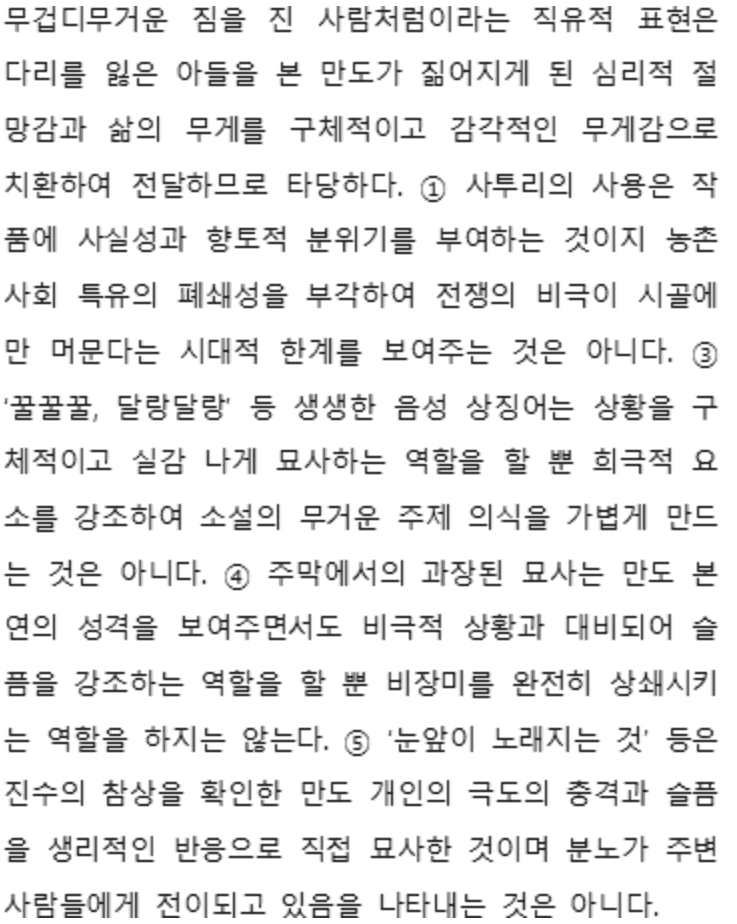 무겁디무거운 짐을 진 사람처럼이라는 직유적 표현은
다리를 잃은 아들을 본 만도가 짊어지게 된 심리적 절
망감과 삶의 무게를 구체적이고 감각적인 무게감으로
치환하여 전달하므로 타당하다. ① 사투리의 사용은 작
품에 사실성과 향토적 분위기를 부여하는 것이지 농촌
사회 특유의 폐쇄성을 부각하여 전쟁의 비극이 시골에
만 머문다는 시대적 한계를 보여주는 것은 아니다. ③
‘꿀꿀꿀, 달랑달랑’ 등 생생한 음성 상징어는 상황을 구
체적이고 실감 나게 묘사하는 역할을 할 뿐 희극적 요
소를 강조하여 소설의 무거운 주제 의식을 가볍게 만드
는 것은 아니다. ④ 주막에서의 과장된 묘사는 만도 본
연의 성격을 보여주면서도 비극적 상황과 대비되어 슬
픔을 강조하는 역할을 할 뿐 비장미를 완전히 상쇄시키
는 역할을 하지는 않는다. ⑤ ‘눈앞이 노래지는 것’ 등은
진수의 참상을 확인한 만도 개인의 극도의 충격과 슬픔
을 생리적인 반응으로 직접 묘사한 것이며 분노가 주변
사람들에게 전이되고 있음을 나타내는 것은 아니다.